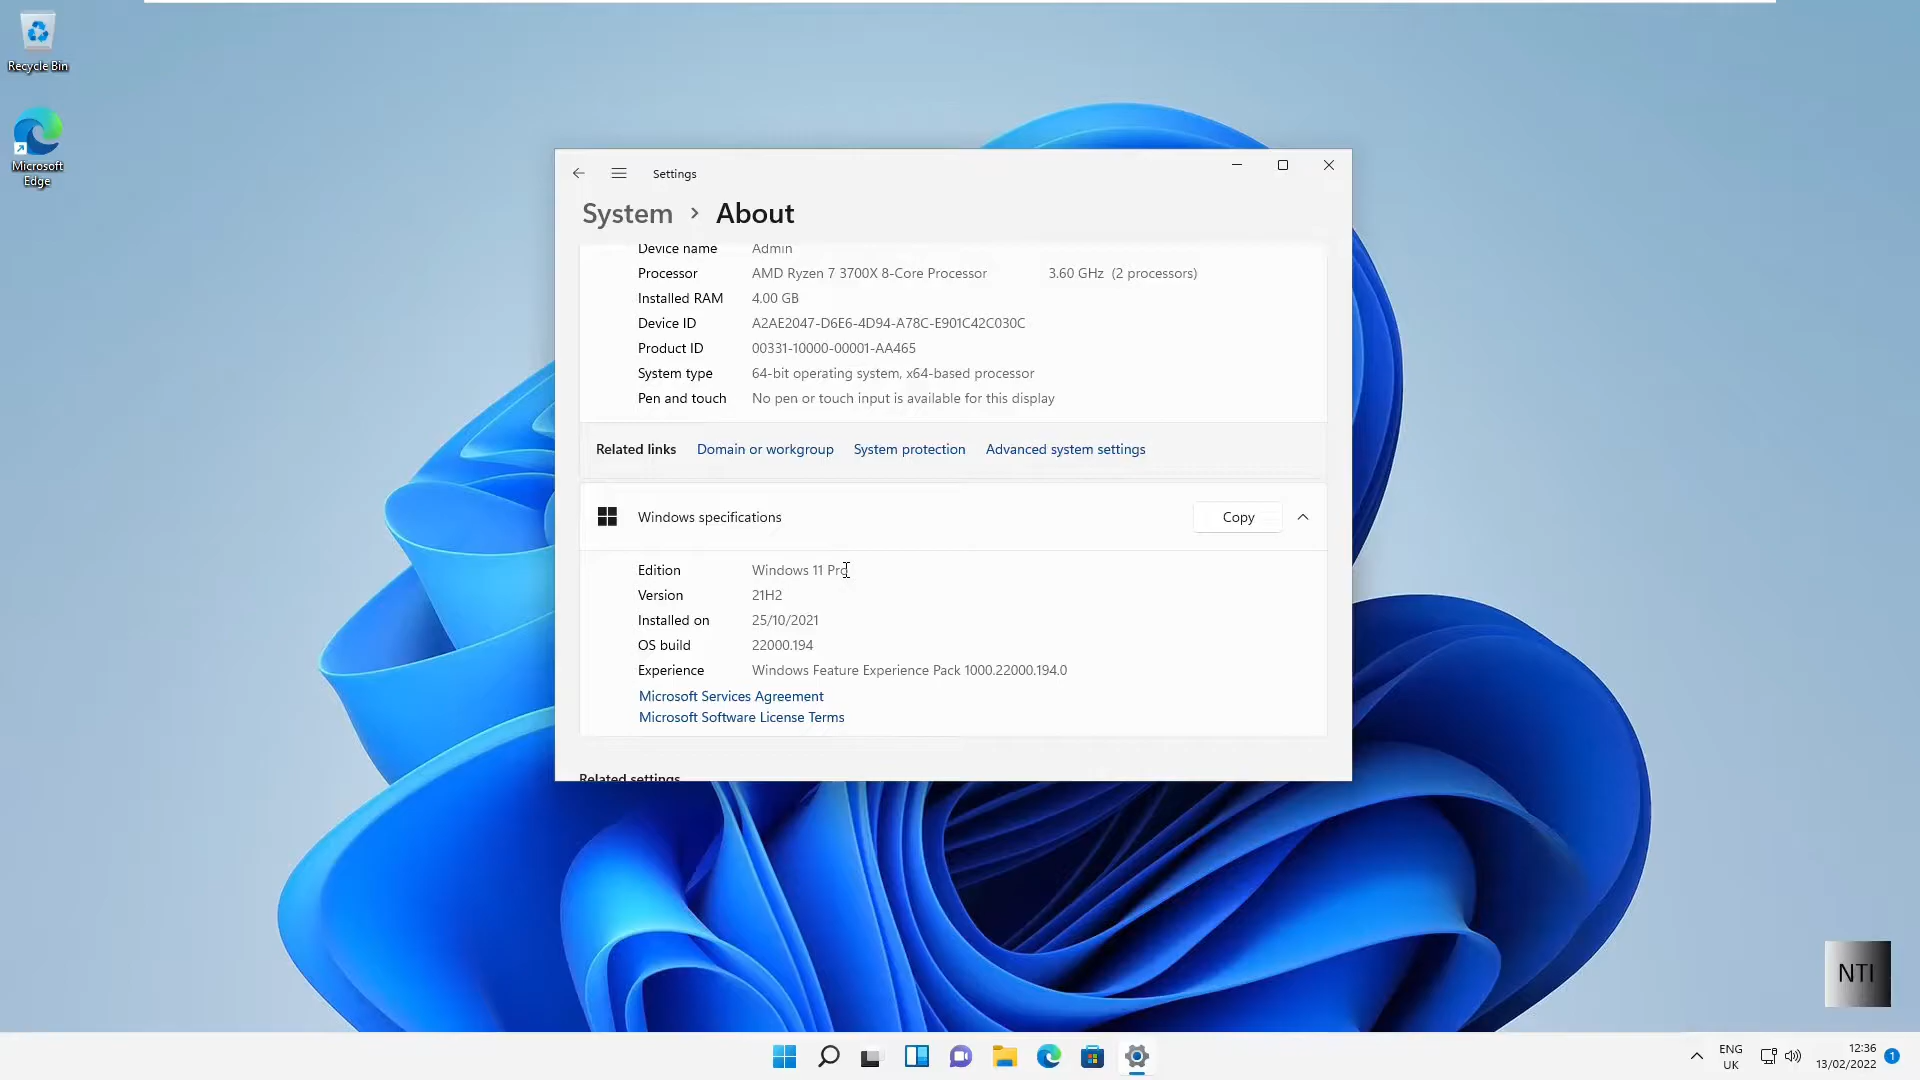 Recycle Bin
Microsoft
Edge
Settings
System > About
Device name Admin
Processor AMD Ryzen 7 3700X 8-Core Processor 3.60 GHz (2 processors)
Installed RAM 4.00 GB
Device ID A2AE2047-D6E6-4D94-A78C-E901C42C030C
Product ID 00331-10000-00001-AA465
System type 64-bit operating system, x64-based processor
Pen and touch No pen or touch input is available for this display
Related links Domain or workgroup System protection Advanced system settings
Windows specifications Copy
Edition Windows 11 Pro
Version 21H2
Installed on 25/10/2021
OS build 22000.194
Experience Windows Feature Experience Pack 1000.22000.194.0
Microsoft Services Agreement
Microsoft Software License Terms
Related settings
NTI
ENG
UK
12:36
13/02/2022
1